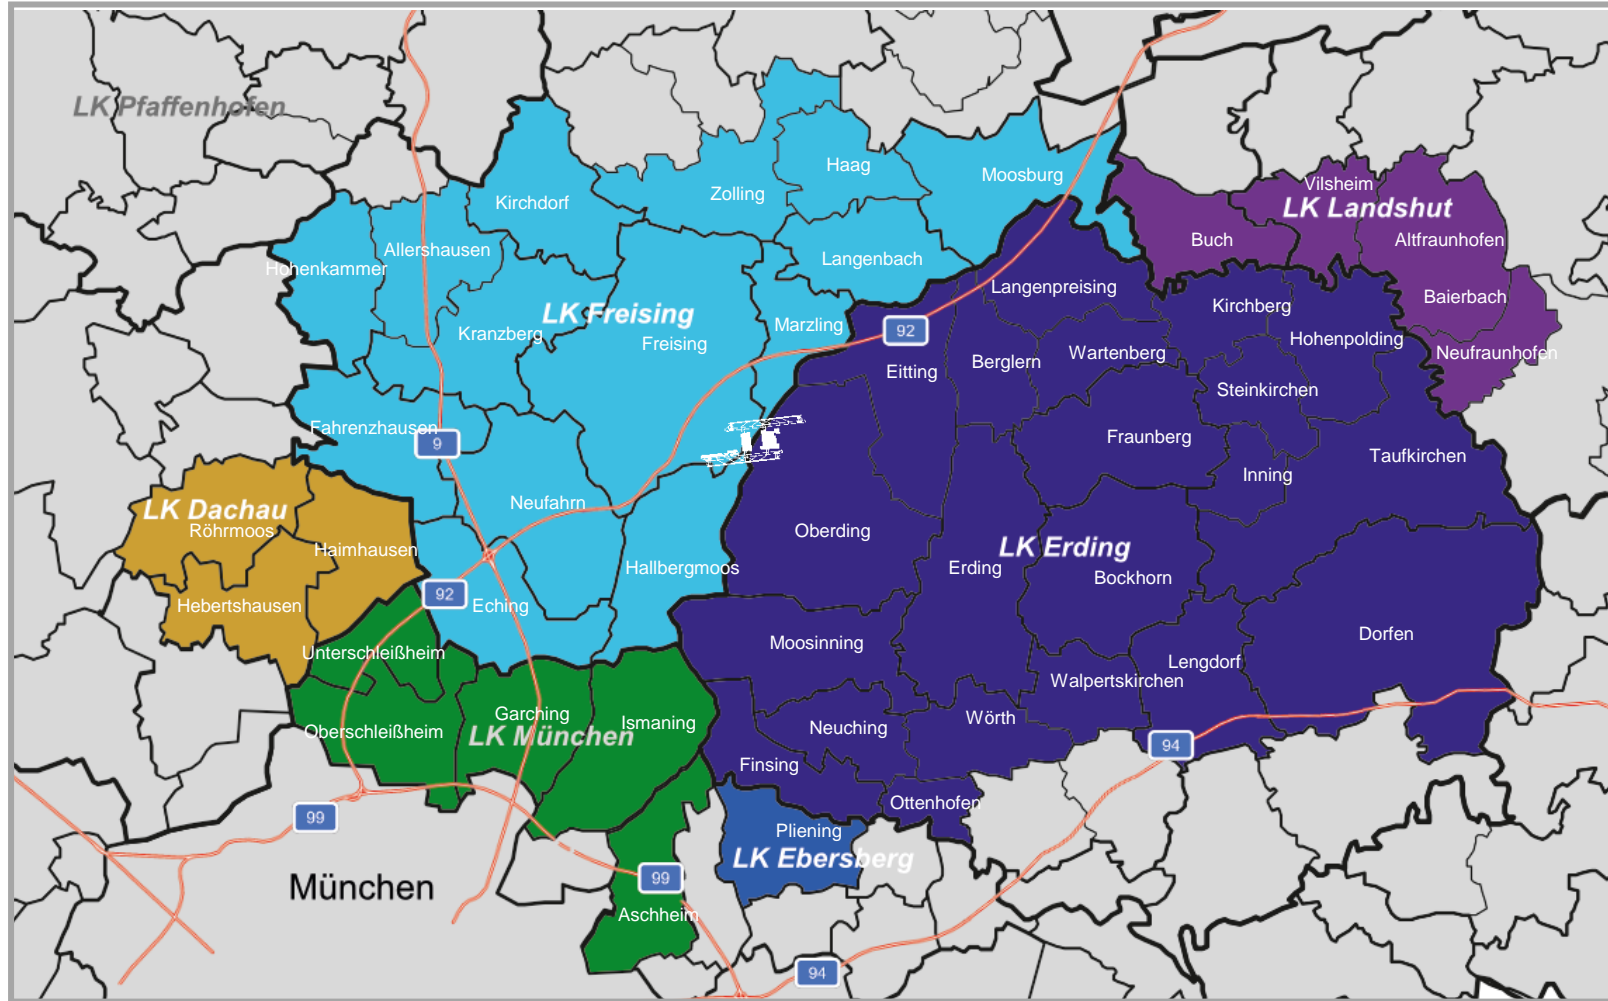 LK Pfaffenhofen
Haag
Moosburg
Zolling
Kirchdorf
Vilsheim
LK Landshut
Buch
Altfraunhofen
Allershausen
Hohenkammer
Langenbach
Langenpreising
Baierbach
Kirchberg
LK Freising
Marzling
92
Kranzberg
Freising
Hohenpolding
Neufraunhofen
Wartenberg
Berglern
Eitting
Steinkirchen
Fahrenzhausen
9
Fraunberg
Taufkirchen
Inning
Neufahrn
LK Dachau
Röhrmoos
Oberding
Haimhausen
LK Erding
Hallbergmoos
Erding
Bockhorn
92
Hebertshausen
Eching
Dorfen
Moosinning
Unterschleißheim
Lengdorf
Walpertskirchen
Garching
Ismaning
Wörth
Oberschleißheim
LK München
Neuching
94
Finsing
Ottenhofen
99
Pliening
LK Ebersberg
99
München
Aschheim
94